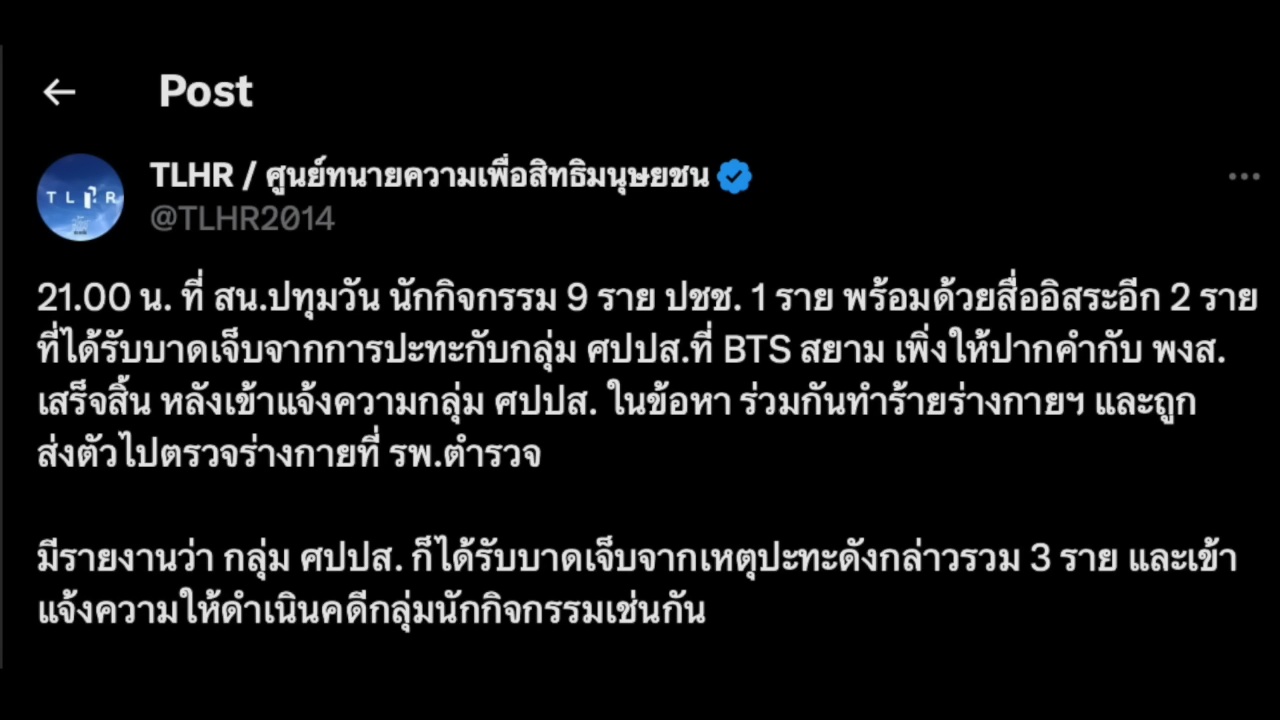 Post
TLHR / ศูนย์ทนายความเพื่อสิทธิมนุษยชน
TLHR
@TLHR2014
21.00 น. ที่ สน.ปทุมวัน นักกิจกรรม 9 ราย ปชช. 1 ราย พร้อมด้วยสื่ออิสระอีก 2 ราย
ที่ได้รับบาดเจ็บจากการปะทะกับกลุ่ม ศปปส.ที่ BTS สยาม เพิ่งให้ปากคำกับ พงส.
เสร็จสิ้น หลังเข้าแจ้งความกลุ่ม ศปปส. ในข้อหา ร่วมกันทำร้ายร่างกายฯ และถูก
ส่งตัวไปตรวจร่างกายที่ รพ.ตำรวจ
มีรายงานว่า กลุ่ม ศปปส. ก็ได้รับบาดเจ็บจากเหตุปะทะดังกล่าวรวม 3 ราย และเข้า
แจ้งความให้ดำเนินคดีกลุ่มนักกิจกรรมเช่นกัน